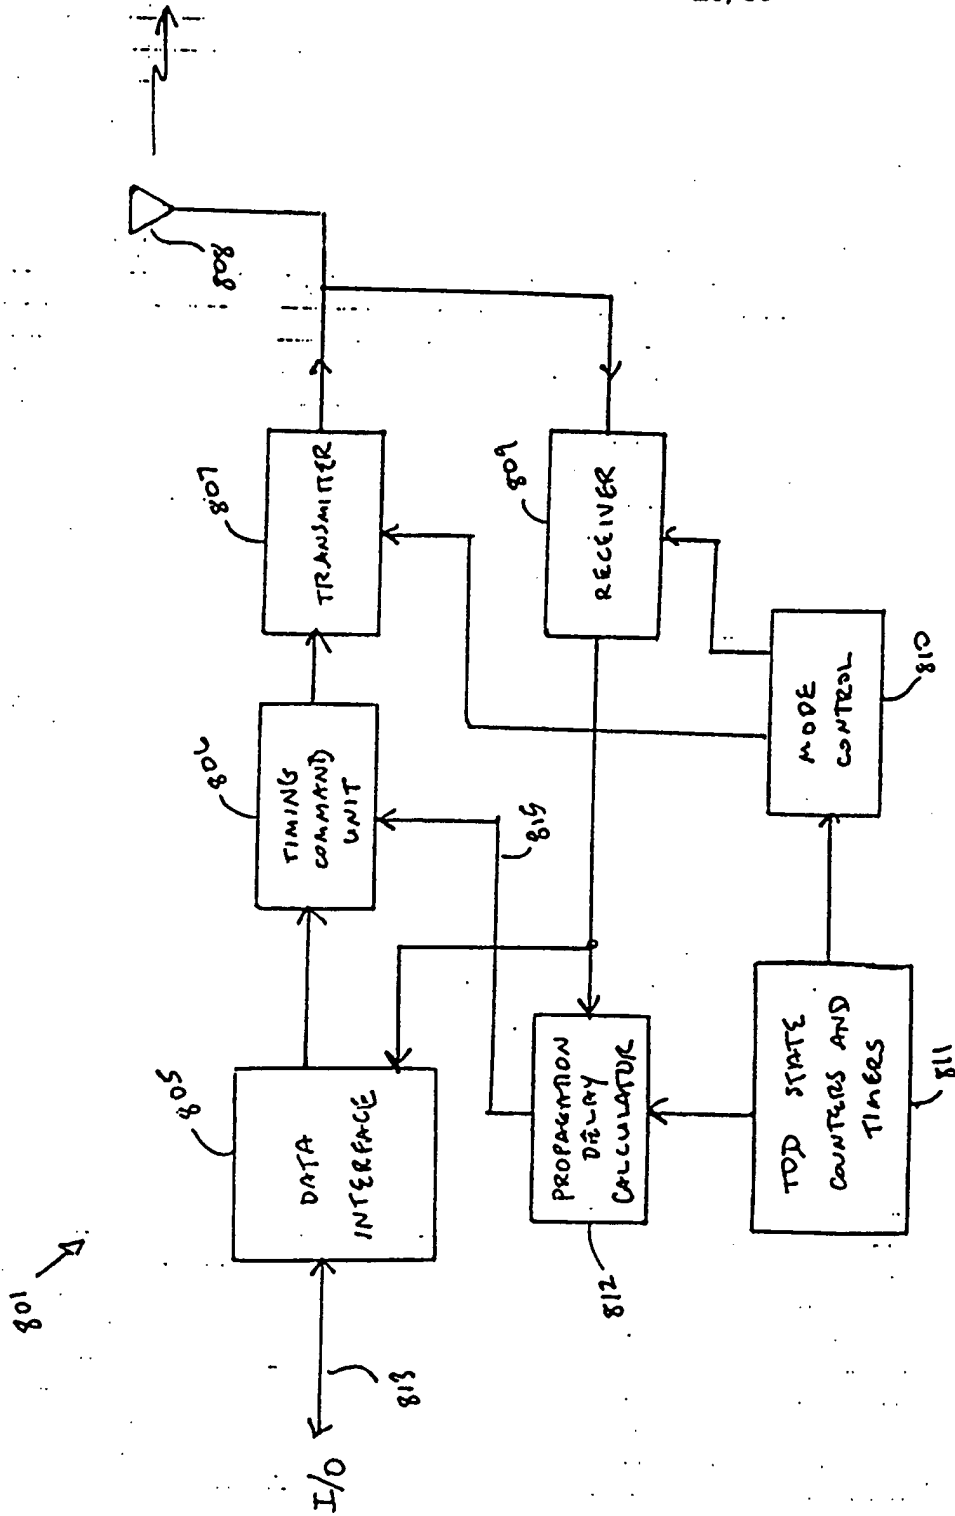 801
I/O
813
805
DATA
INTERFACE
806
TIMING
COMMAND
UNIT
807
TRANSMITTER
808
815
809
RECEIVER
812
PROPAGATION
DELAY
CALCULATOR
810
MODE
CONTROL
811
TDD STATE
COUNTERS AND
TIMERS